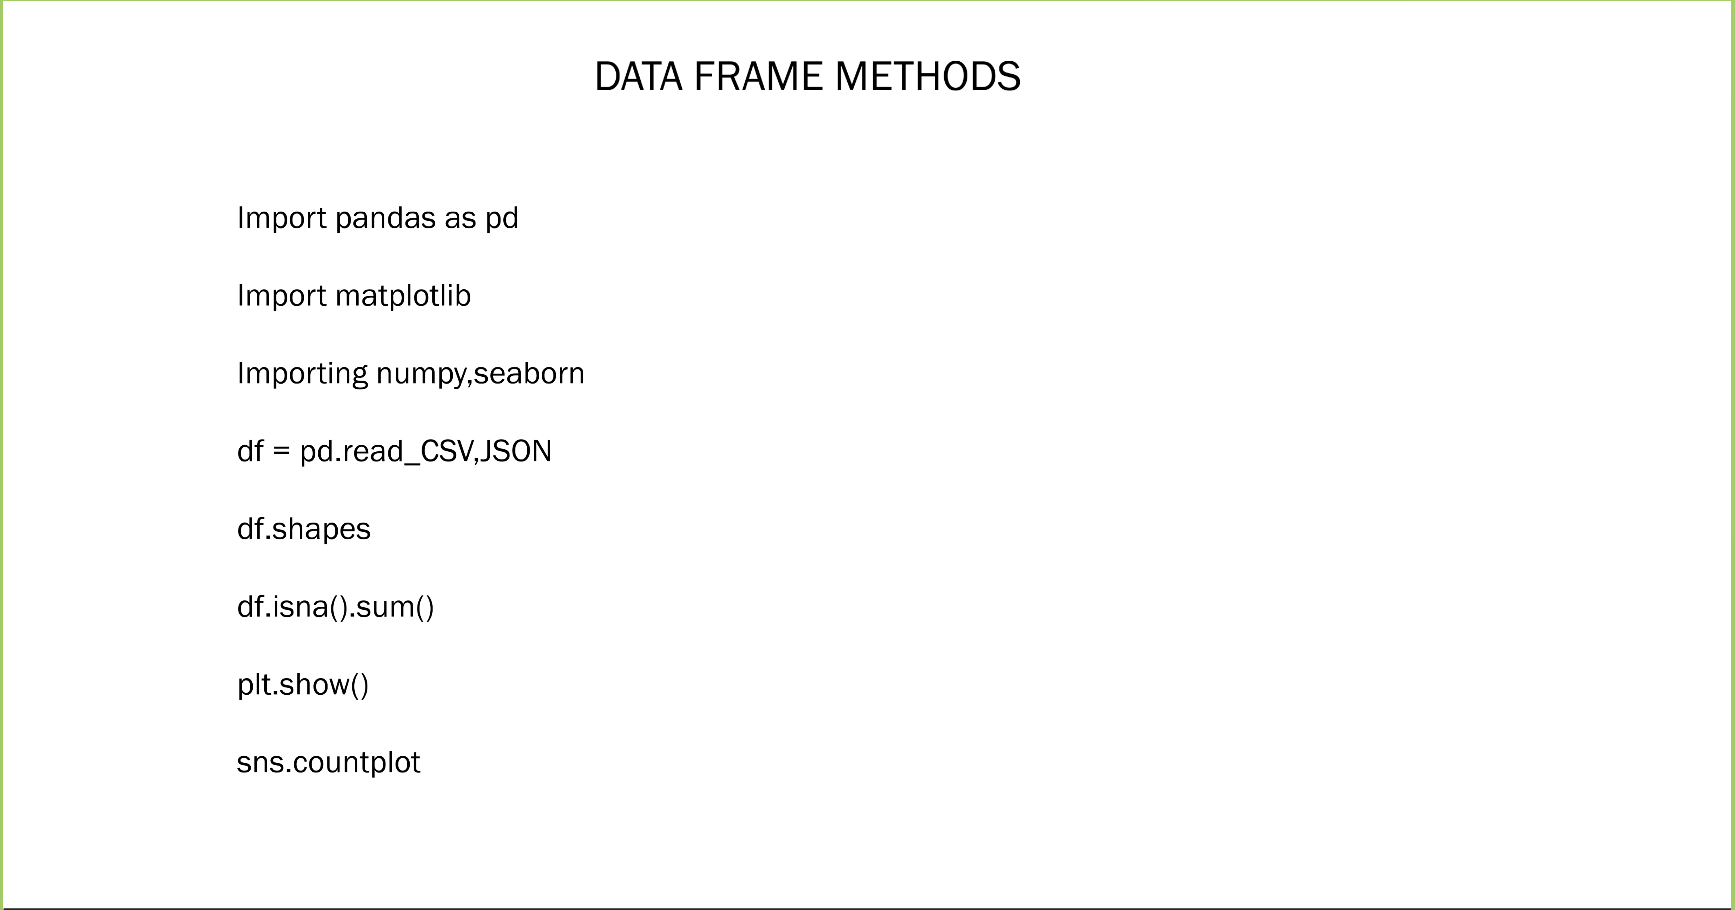 DATA FRAME METHODS
Import pandas as pd
Import matplotlib
Importing numpy,seaborn
df = pd.read_CSV,JSON
df.shapes
df.isna().sum()
plt.show()
sns.countplot